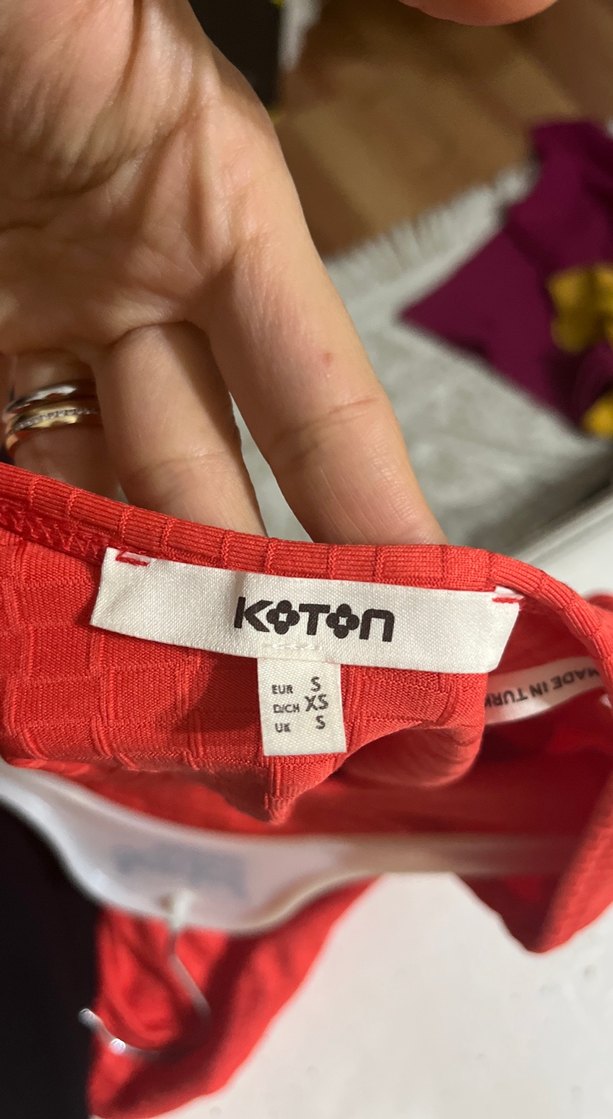 KOTON
EUR S
D/CH XS
UK S
MADE IN TURK